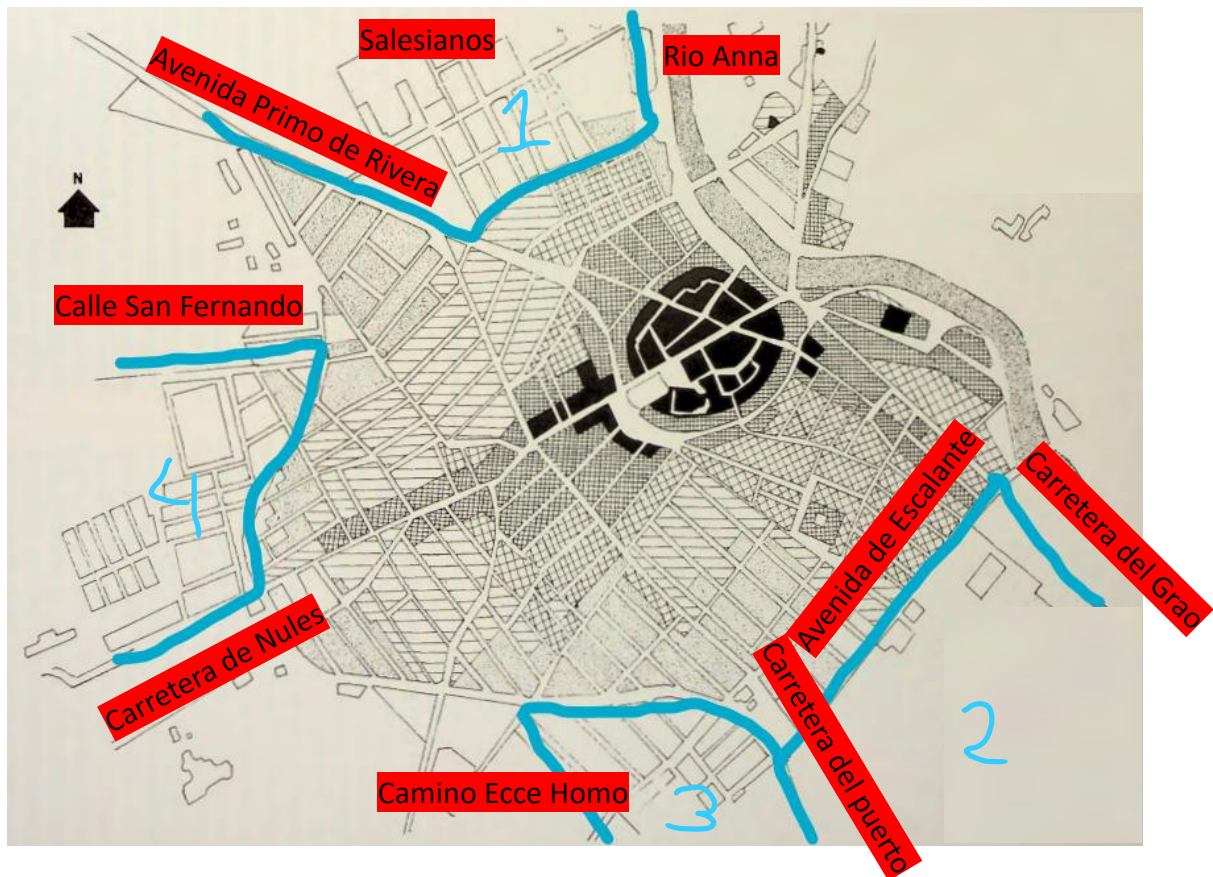 Salesianos
Rio Anna
Avenida Primo de Rivera
1
N
Calle San Fernando
4
Avenida de Escalante
Carretera del Grao
Carretera de Nules
Carretera del puerto
2
Camino Ecce Homo
3